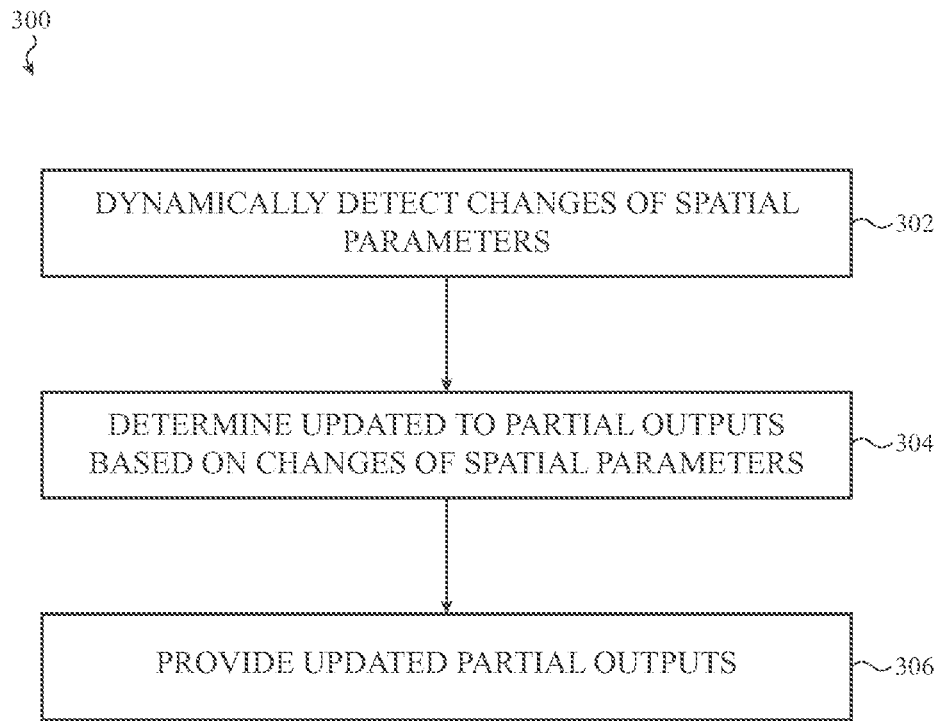 300
DYNAMICALLY DETECT CHANGES OF SPATIAL
PARAMETERS
302
DETERMINE UPDATED TO PARTIAL OUTPUTS
BASED ON CHANGES OF SPATIAL PARAMETERS
304
PROVIDE UPDATED PARTIAL OUTPUTS
306